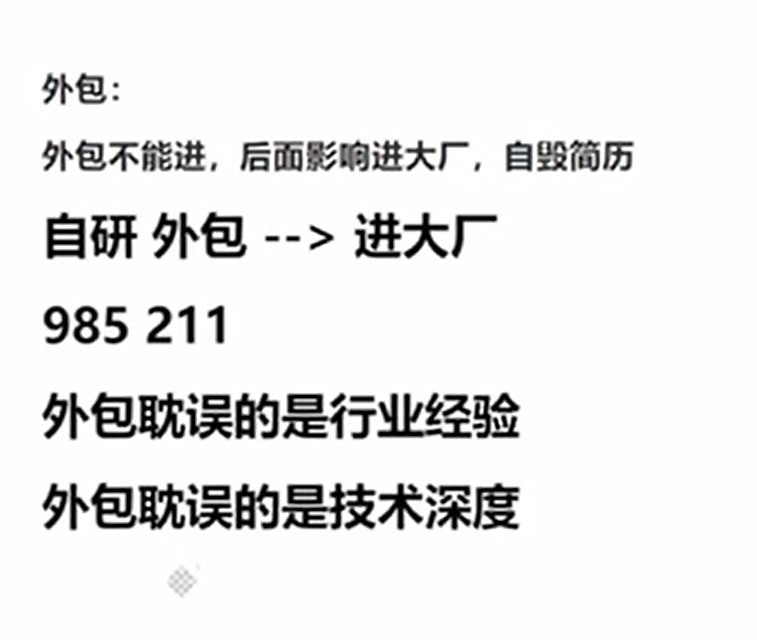 外包：
外包不能进，后面影响进大厂，自毁简历
自研 外包 --> 进大厂
985 211
外包耽误的是行业经验
外包耽误的是技术深度